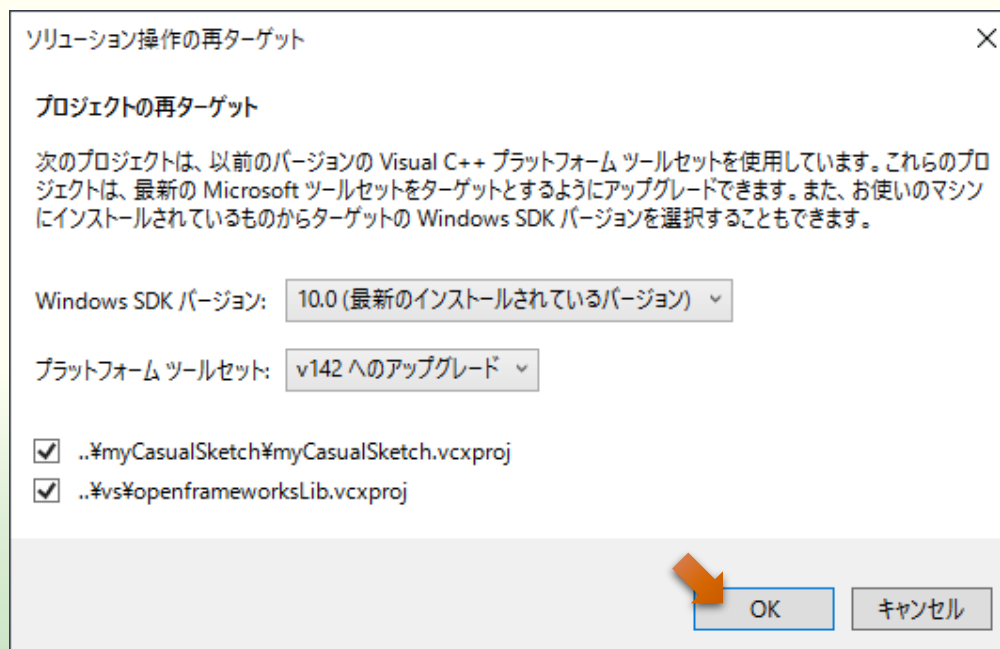 ソリューション操作の再ターゲット
プロジェクトの再ターゲット
次のプロジェクトは、以前のバージョンの Visual C++ プラットフォーム ツールセットを使用しています。これらのプロ
ジェクトは、最新の Microsoft ツールセットをターゲットとするようにアップグレードできます。また、お使いのマシン
にインストールされているものからターゲットの Windows SDK バージョンを選択することもできます。
Windows SDK バージョン: 10.0 (最新のインストールされているバージョン)
プラットフォーム ツールセット: v142 へのアップグレード
..¥myCasualSketch¥myCasualSketch.vcxproj
..¥vs¥openframeworksLib.vcxproj
OK キャンセル